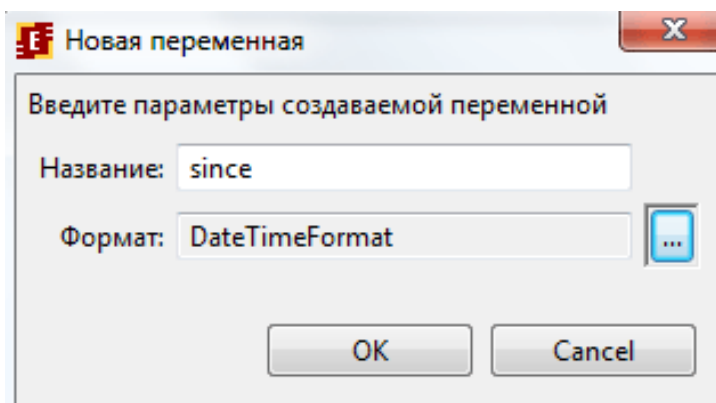 E Новая переменная
Введите параметры создаваемой переменной
Название: since
Формат: DateTimeFormat ...
OK Cancel